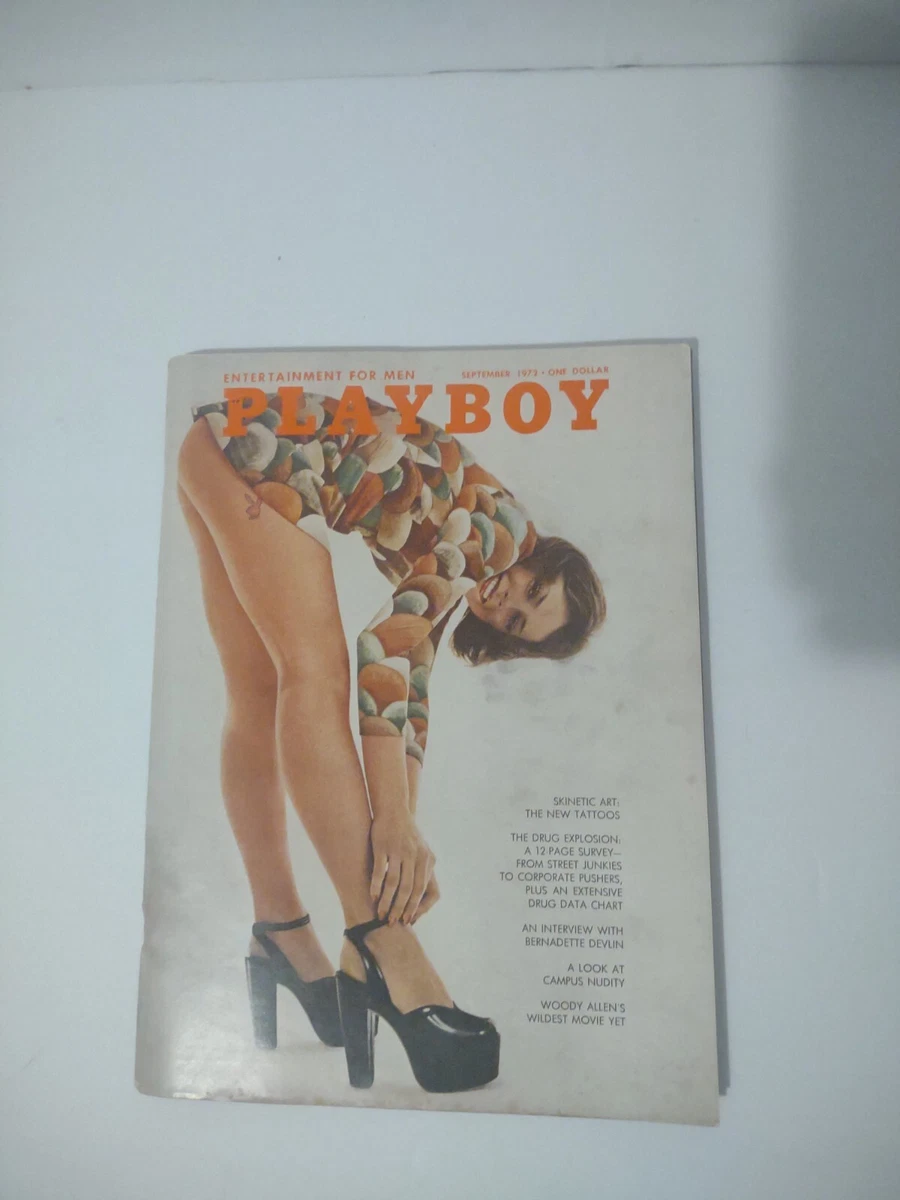 ENTERTAINMENT FOR MEN
SEPTEMBER 1972 • ONE DOLLAR
PLAYBOY
SKINETIC ART:
THE NEW TATTOOS
THE DRUG EXPLOSION:
A 12-PAGE SURVEY—
FROM STREET JUNKIES
TO CORPORATE PUSHERS,
PLUS AN EXTENSIVE
DRUG DATA CHART
AN INTERVIEW WITH
BERNADETTE DEVLIN
A LOOK AT
CAMPUS NUDITY
WOODY ALLEN'S
WILDEST MOVIE YET